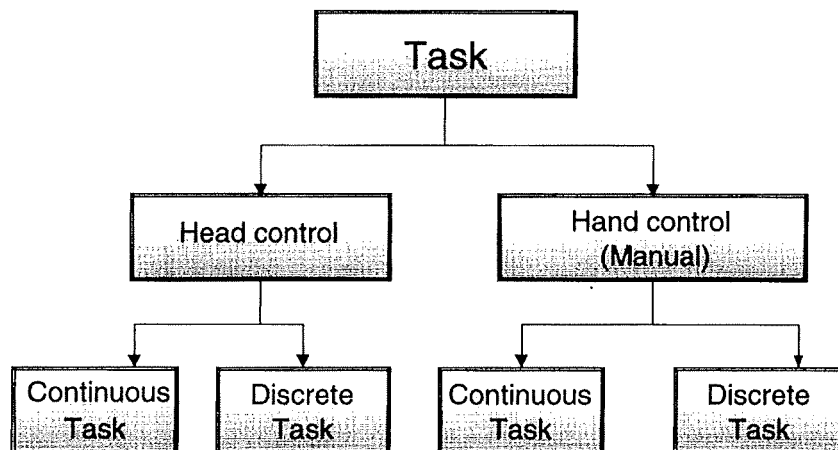 Task
Head control
Hand control
(Manual)
Continuous
Task
Discrete
Task
Continuous
Task
Discrete
Task